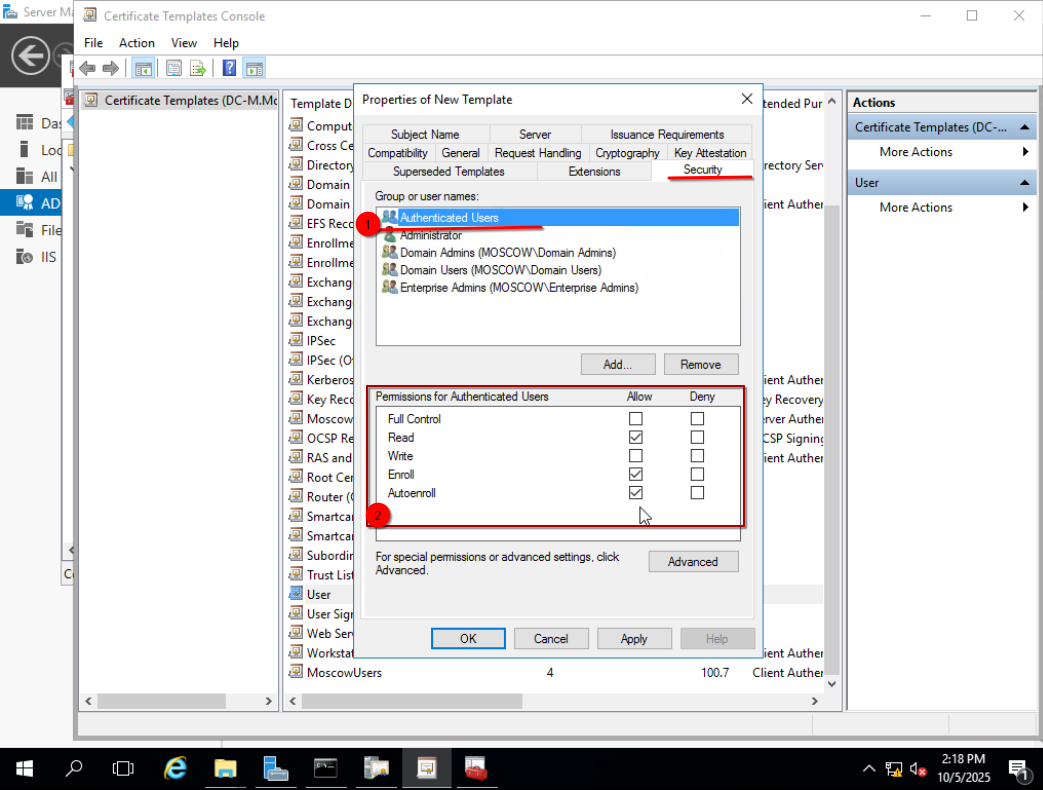 Server Ma
Certificate Templates Console
File Action View Help
Das
Loc
All
AD
File
IIS
Certificate Templates (DC-M.Mc
Template D
tended Pur
Comput
Cross Ce
Directory
rectory Serv
Domain
Domain
ient Auther
EFS Reco
Enrollme
Enrollme
Exchang
Exchang
Exchang
IPSec
IPSec (O
Kerberos
ient Auther
Key Reco
ey Recovery
Moscow
rver Auther
OCSP Re
CSP Signing
RAS and
ient Auther
Root Cer
Router (
Smartcar
Smartcar
Subordin
Trust List
User
User Sign
Web Serv
Workstat
ient Auther
MoscowUsers 4 100.7 Client Auther
Properties of New Template
Subject Name Server Issuance Requirements
Compatibility General Request Handling Cryptography Key Attestation
Superseded Templates Extensions Security
Group or user names:
1
Authenticated Users
Administrator
Domain Admins (MOSCOW\Domain Admins)
Domain Users (MOSCOW\Domain Users)
Enterprise Admins (MOSCOW\Enterprise Admins)
Add... Remove
Permissions for Authenticated Users Allow Deny
Full Control
Read
Write
Enroll
Autoenroll
2
For special permissions or advanced settings, click
Advanced.
Advanced
OK Cancel Apply Help
Actions
Certificate Templates (DC-...
More Actions
User
More Actions
2:18 PM
10/5/2025
1